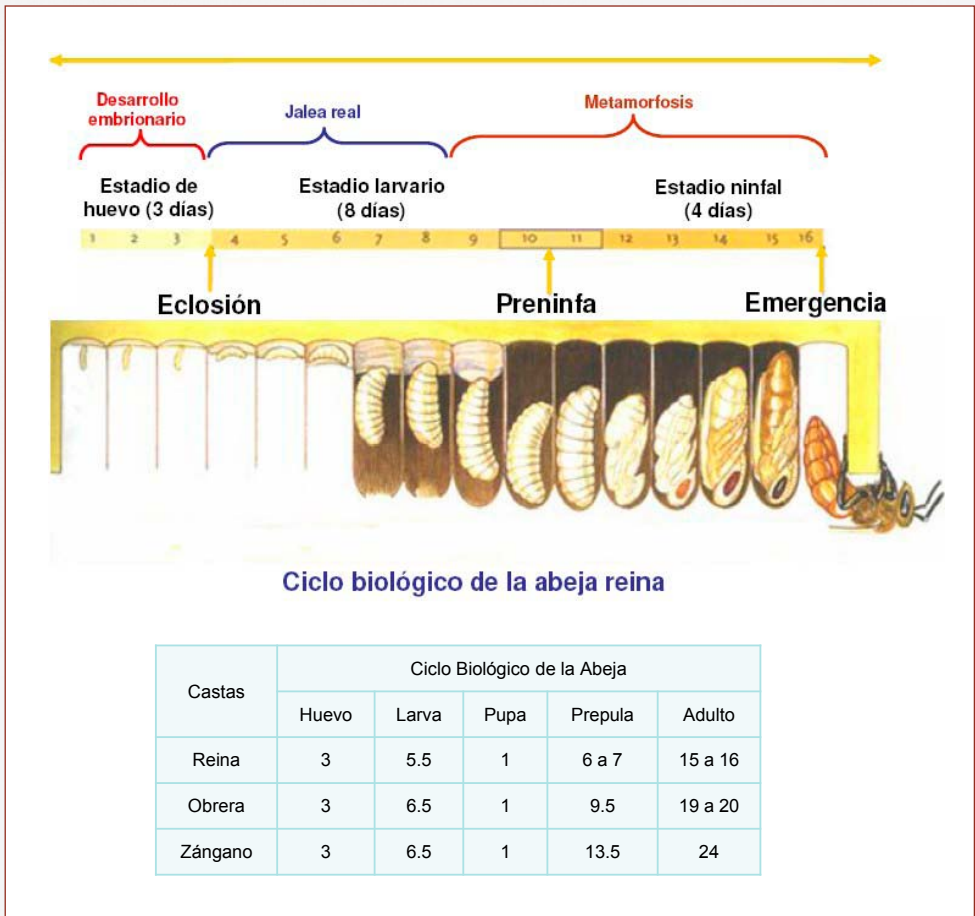 Desarrollo
embrionario
Jalea real
Metamorfosis
Estadio de
huevo (3 días)
Estadio larvario
(8 días)
Estadio ninfal
(4 días)
1 2 3 4 5 6 7 8 9 10 11 12 13 14 15 16
Eclosión Preninfa Emergencia
Ciclo biológico de la abeja reina
Castas
Ciclo Biológico de la Abeja
Huevo Larva Pupa Prepula Adulto
Reina 3 5.5 1 6 a 7 15 a 16
Obrera 3 6.5 1 9.5 19 a 20
Zángano 3 6.5 1 13.5 24